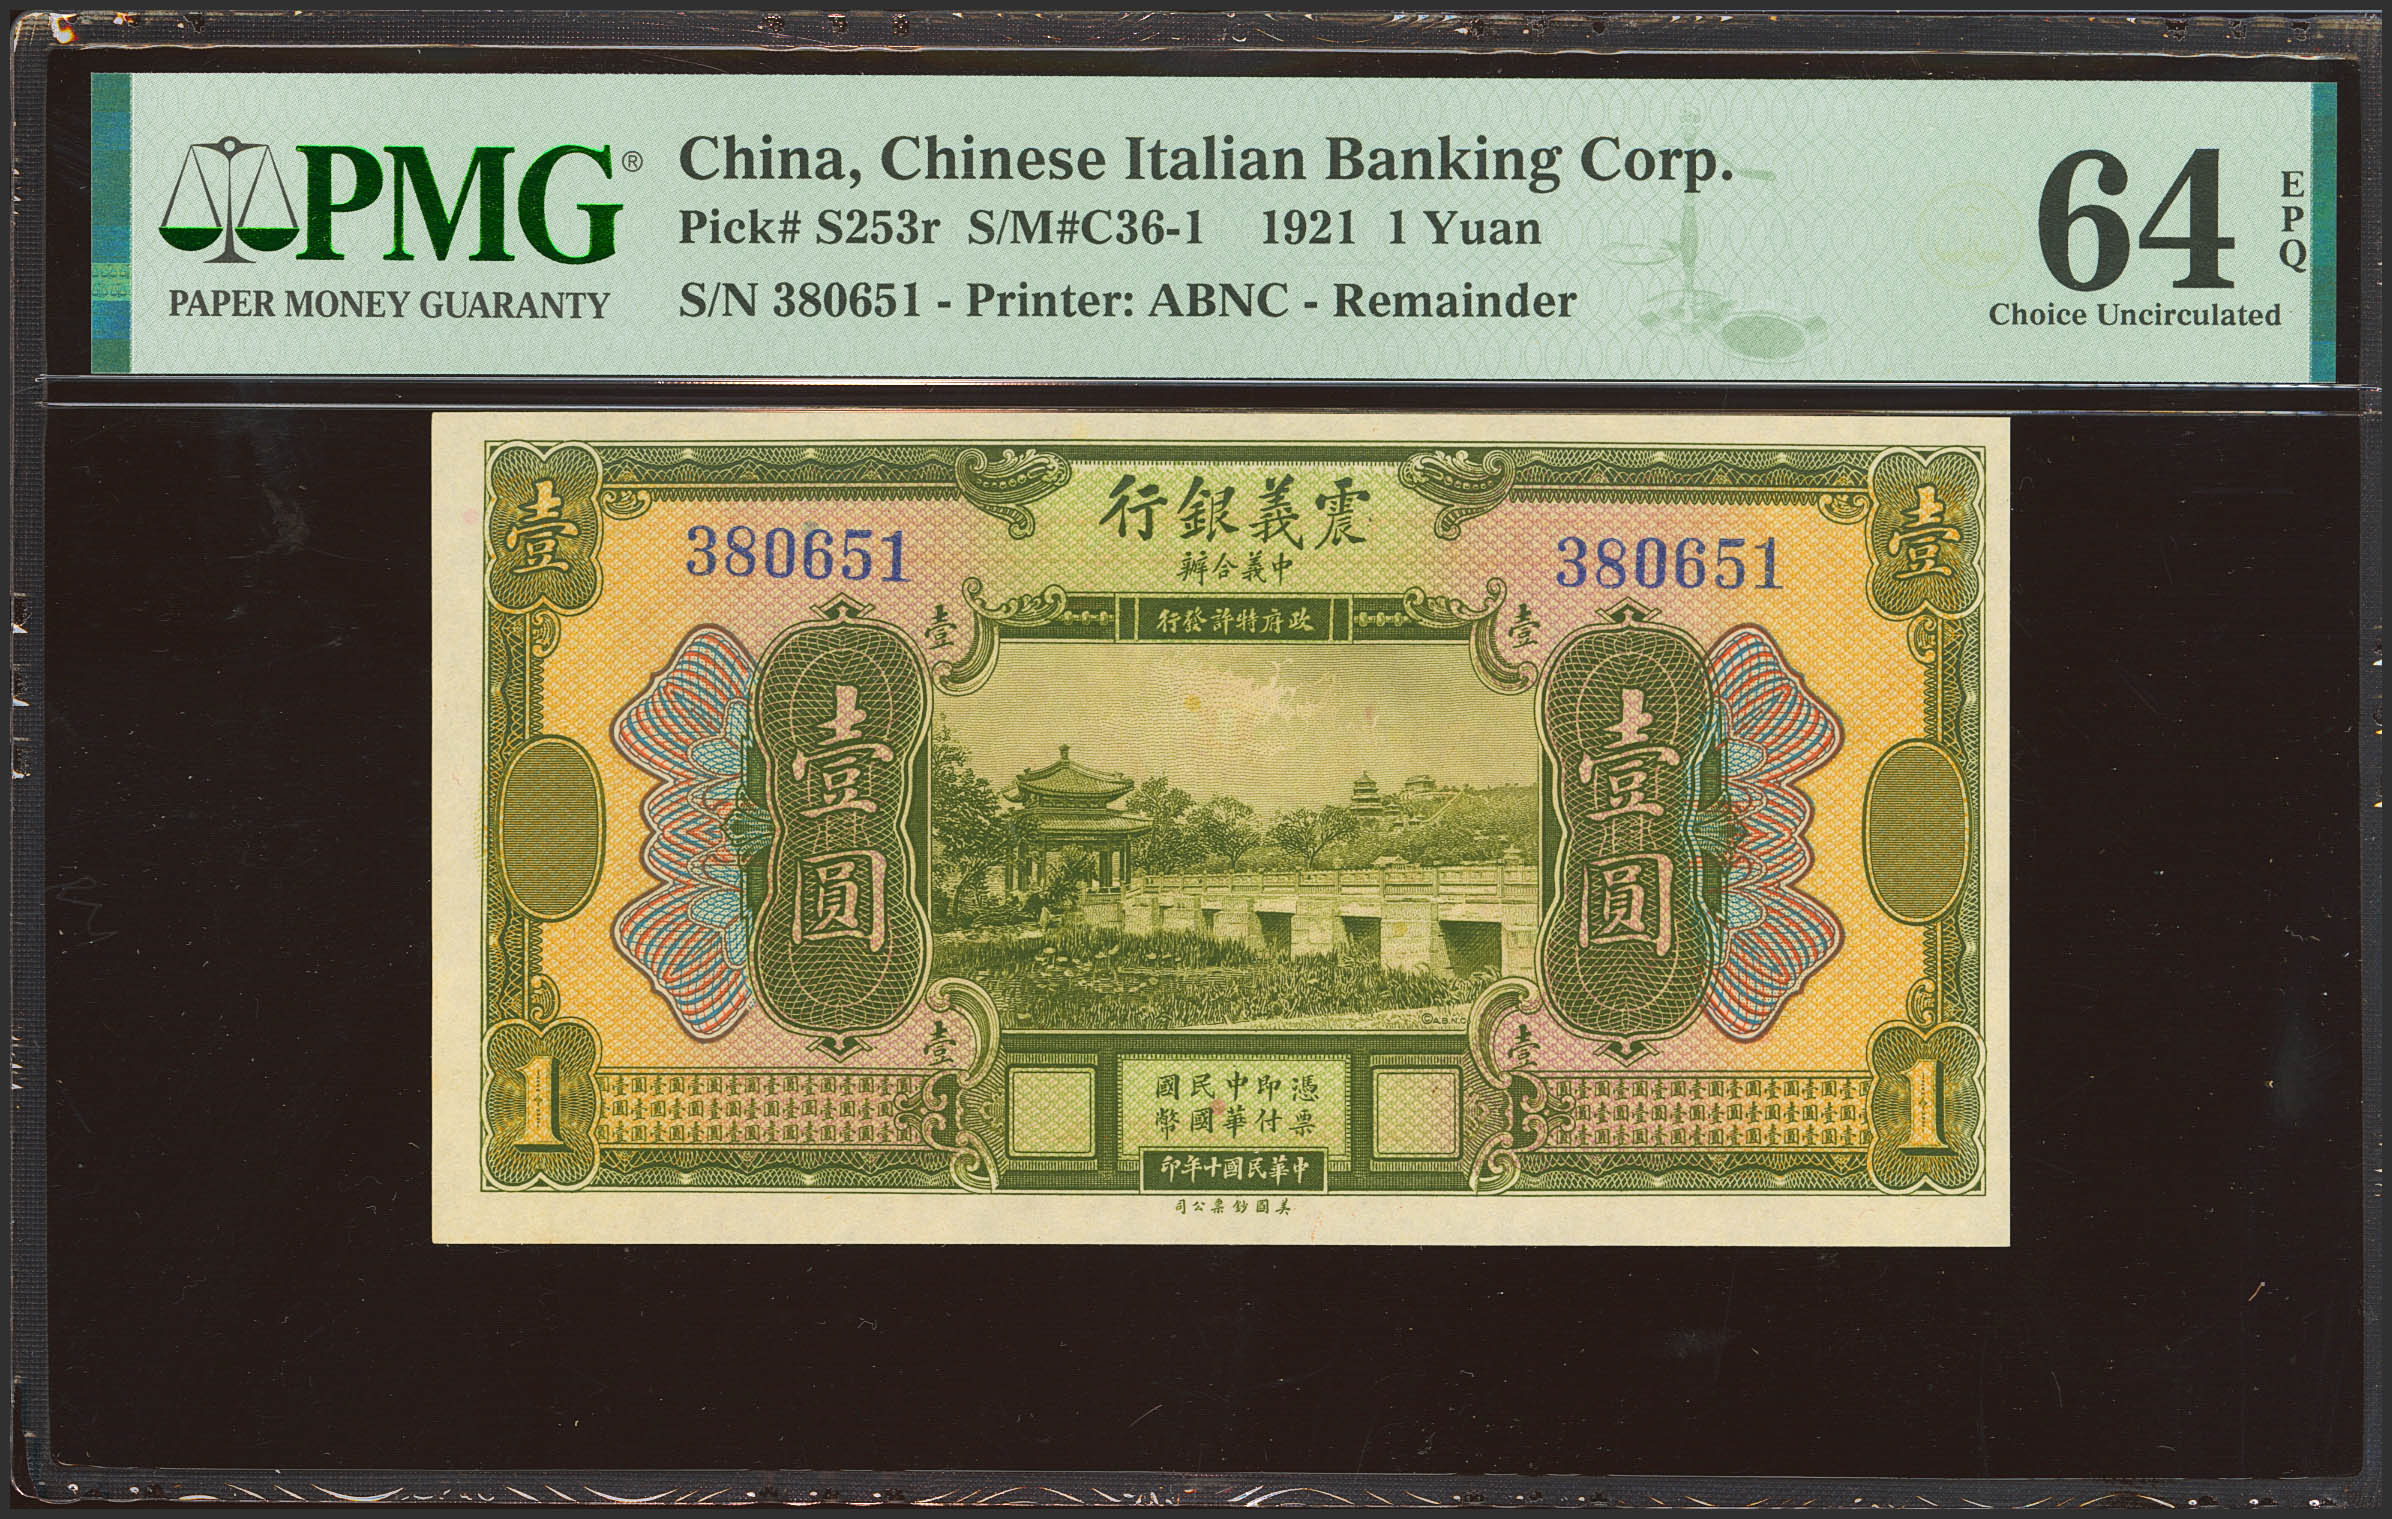 PMG®
PAPER MONEY GUARANTY
China, Chinese Italian Banking Corp.
Pick# S253r S/M#C36-1 1921 1 Yuan
S/N 380651 - Printer: ABNC - Remainder
64
EPQ
Choice Uncirculated
行銀義震
辦合義中
380651
380651
行發許特府政
壹
壹
壹
壹
壹圓
壹圓
©A.B.N.Co.
壹
壹
國民中即憑
幣國華付票
印年十國民華中
1
1
司公票鈔國美